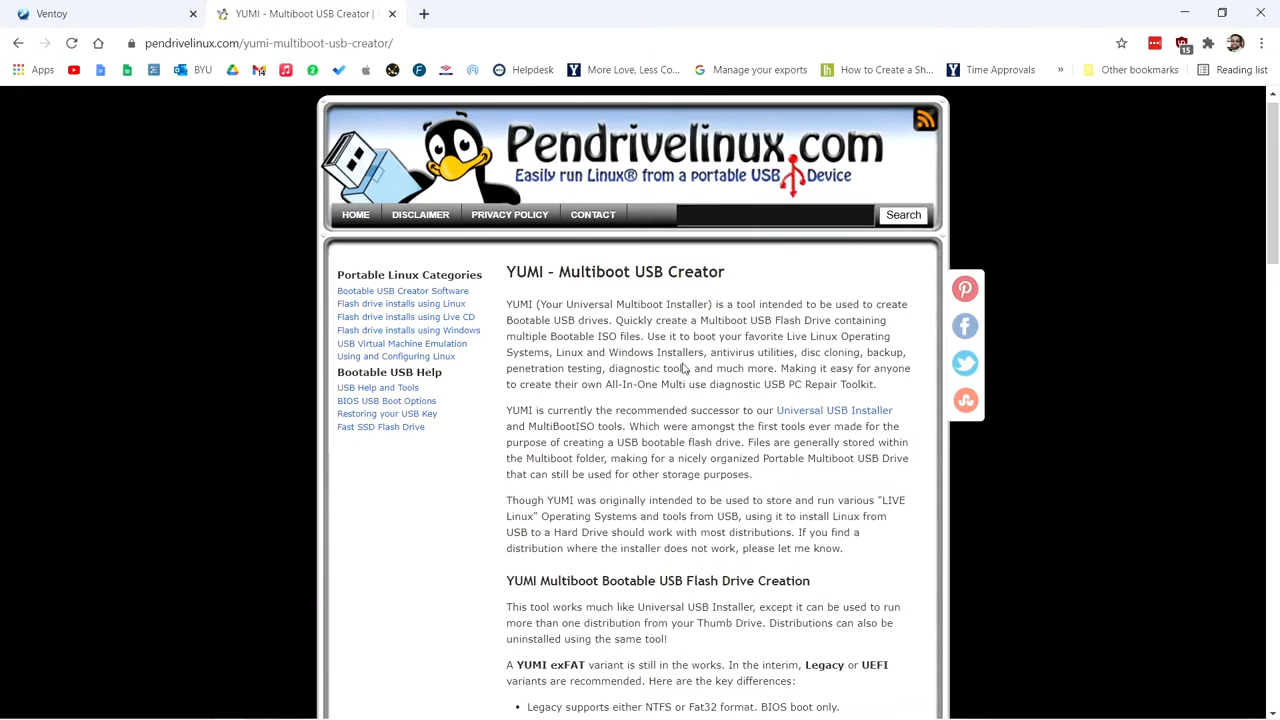 Ventoy
YUMI - Multiboot USB Creator |
pendrivelinux.com/yumi-multiboot-usb-creator/
15
Apps
BYU
14
2
Helpdesk
More Love, Less Co...
Manage your exports
How to Create a Sh...
Time Approvals
»
Other bookmarks
Reading list
Pendrivelinux.com
Easily run Linux® from a portable USB Device
HOME
DISCLAIMER
PRIVACY POLICY
CONTACT
Search
Portable Linux Categories
Bootable USB Creator Software
Flash drive installs using Linux
Flash drive installs using Live CD
Flash drive installs using Windows
USB Virtual Machine Emulation
Using and Configuring Linux
Bootable USB Help
USB Help and Tools
BIOS USB Boot Options
Restoring your USB Key
Fast SSD Flash Drive
YUMI – Multiboot USB Creator
YUMI (Your Universal Multiboot Installer) is a tool intended to be used to create
Bootable USB drives. Quickly create a Multiboot USB Flash Drive containing
multiple Bootable ISO files. Use it to boot your favorite Live Linux Operating
Systems, Linux and Windows Installers, antivirus utilities, disc cloning, backup,
penetration testing, diagnostic tools, and much more. Making it easy for anyone
to create their own All-In-One Multi use diagnostic USB PC Repair Toolkit.
YUMI is currently the recommended successor to our Universal USB Installer
and MultiBootISO tools. Which were amongst the first tools ever made for the
purpose of creating a USB bootable flash drive. Files are generally stored within
the Multiboot folder, making for a nicely organized Portable Multiboot USB Drive
that can still be used for other storage purposes.
Though YUMI was originally intended to be used to store and run various "LIVE
Linux" Operating Systems and tools from USB, using it to install Linux from
USB to a Hard Drive should work with most distributions. If you find a
distribution where the installer does not work, please let me know.
YUMI Multiboot Bootable USB Flash Drive Creation
This tool works much like Universal USB Installer, except it can be used to run
more than one distribution from your Thumb Drive. Distributions can also be
uninstalled using the same tool!
A YUMI exFAT variant is still in the works. In the interim, Legacy or UEFI
variants are recommended. Here are the key differences:
• Legacy supports either NTFS or Fat32 format. BIOS boot only.